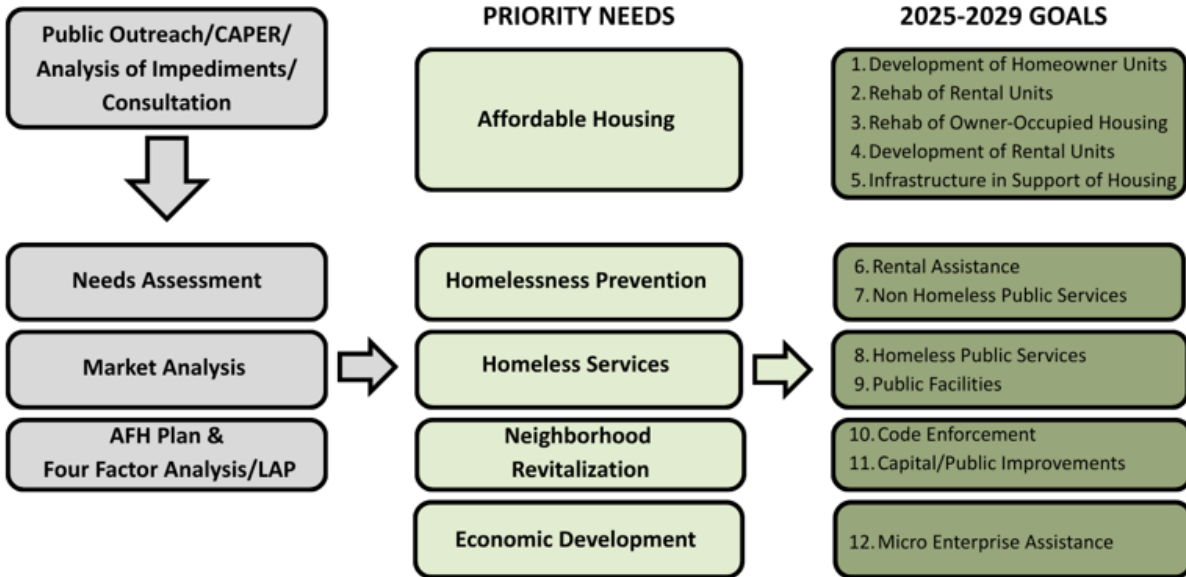 PRIORITY NEEDS
2025-2029 GOALS
Public Outreach/CAPER/
Analysis of Impediments/
Consultation
Needs Assessment
Market Analysis
AFH Plan &
Four Factor Analysis/LAP
Affordable Housing
Homelessness Prevention
Homeless Services
Neighborhood
Revitalization
Economic Development
1. Development of Homeowner Units
2. Rehab of Rental Units
3. Rehab of Owner-Occupied Housing
4. Development of Rental Units
5. Infrastructure in Support of Housing
6. Rental Assistance
7. Non Homeless Public Services
8. Homeless Public Services
9. Public Facilities
10. Code Enforcement
11. Capital/Public Improvements
12. Micro Enterprise Assistance